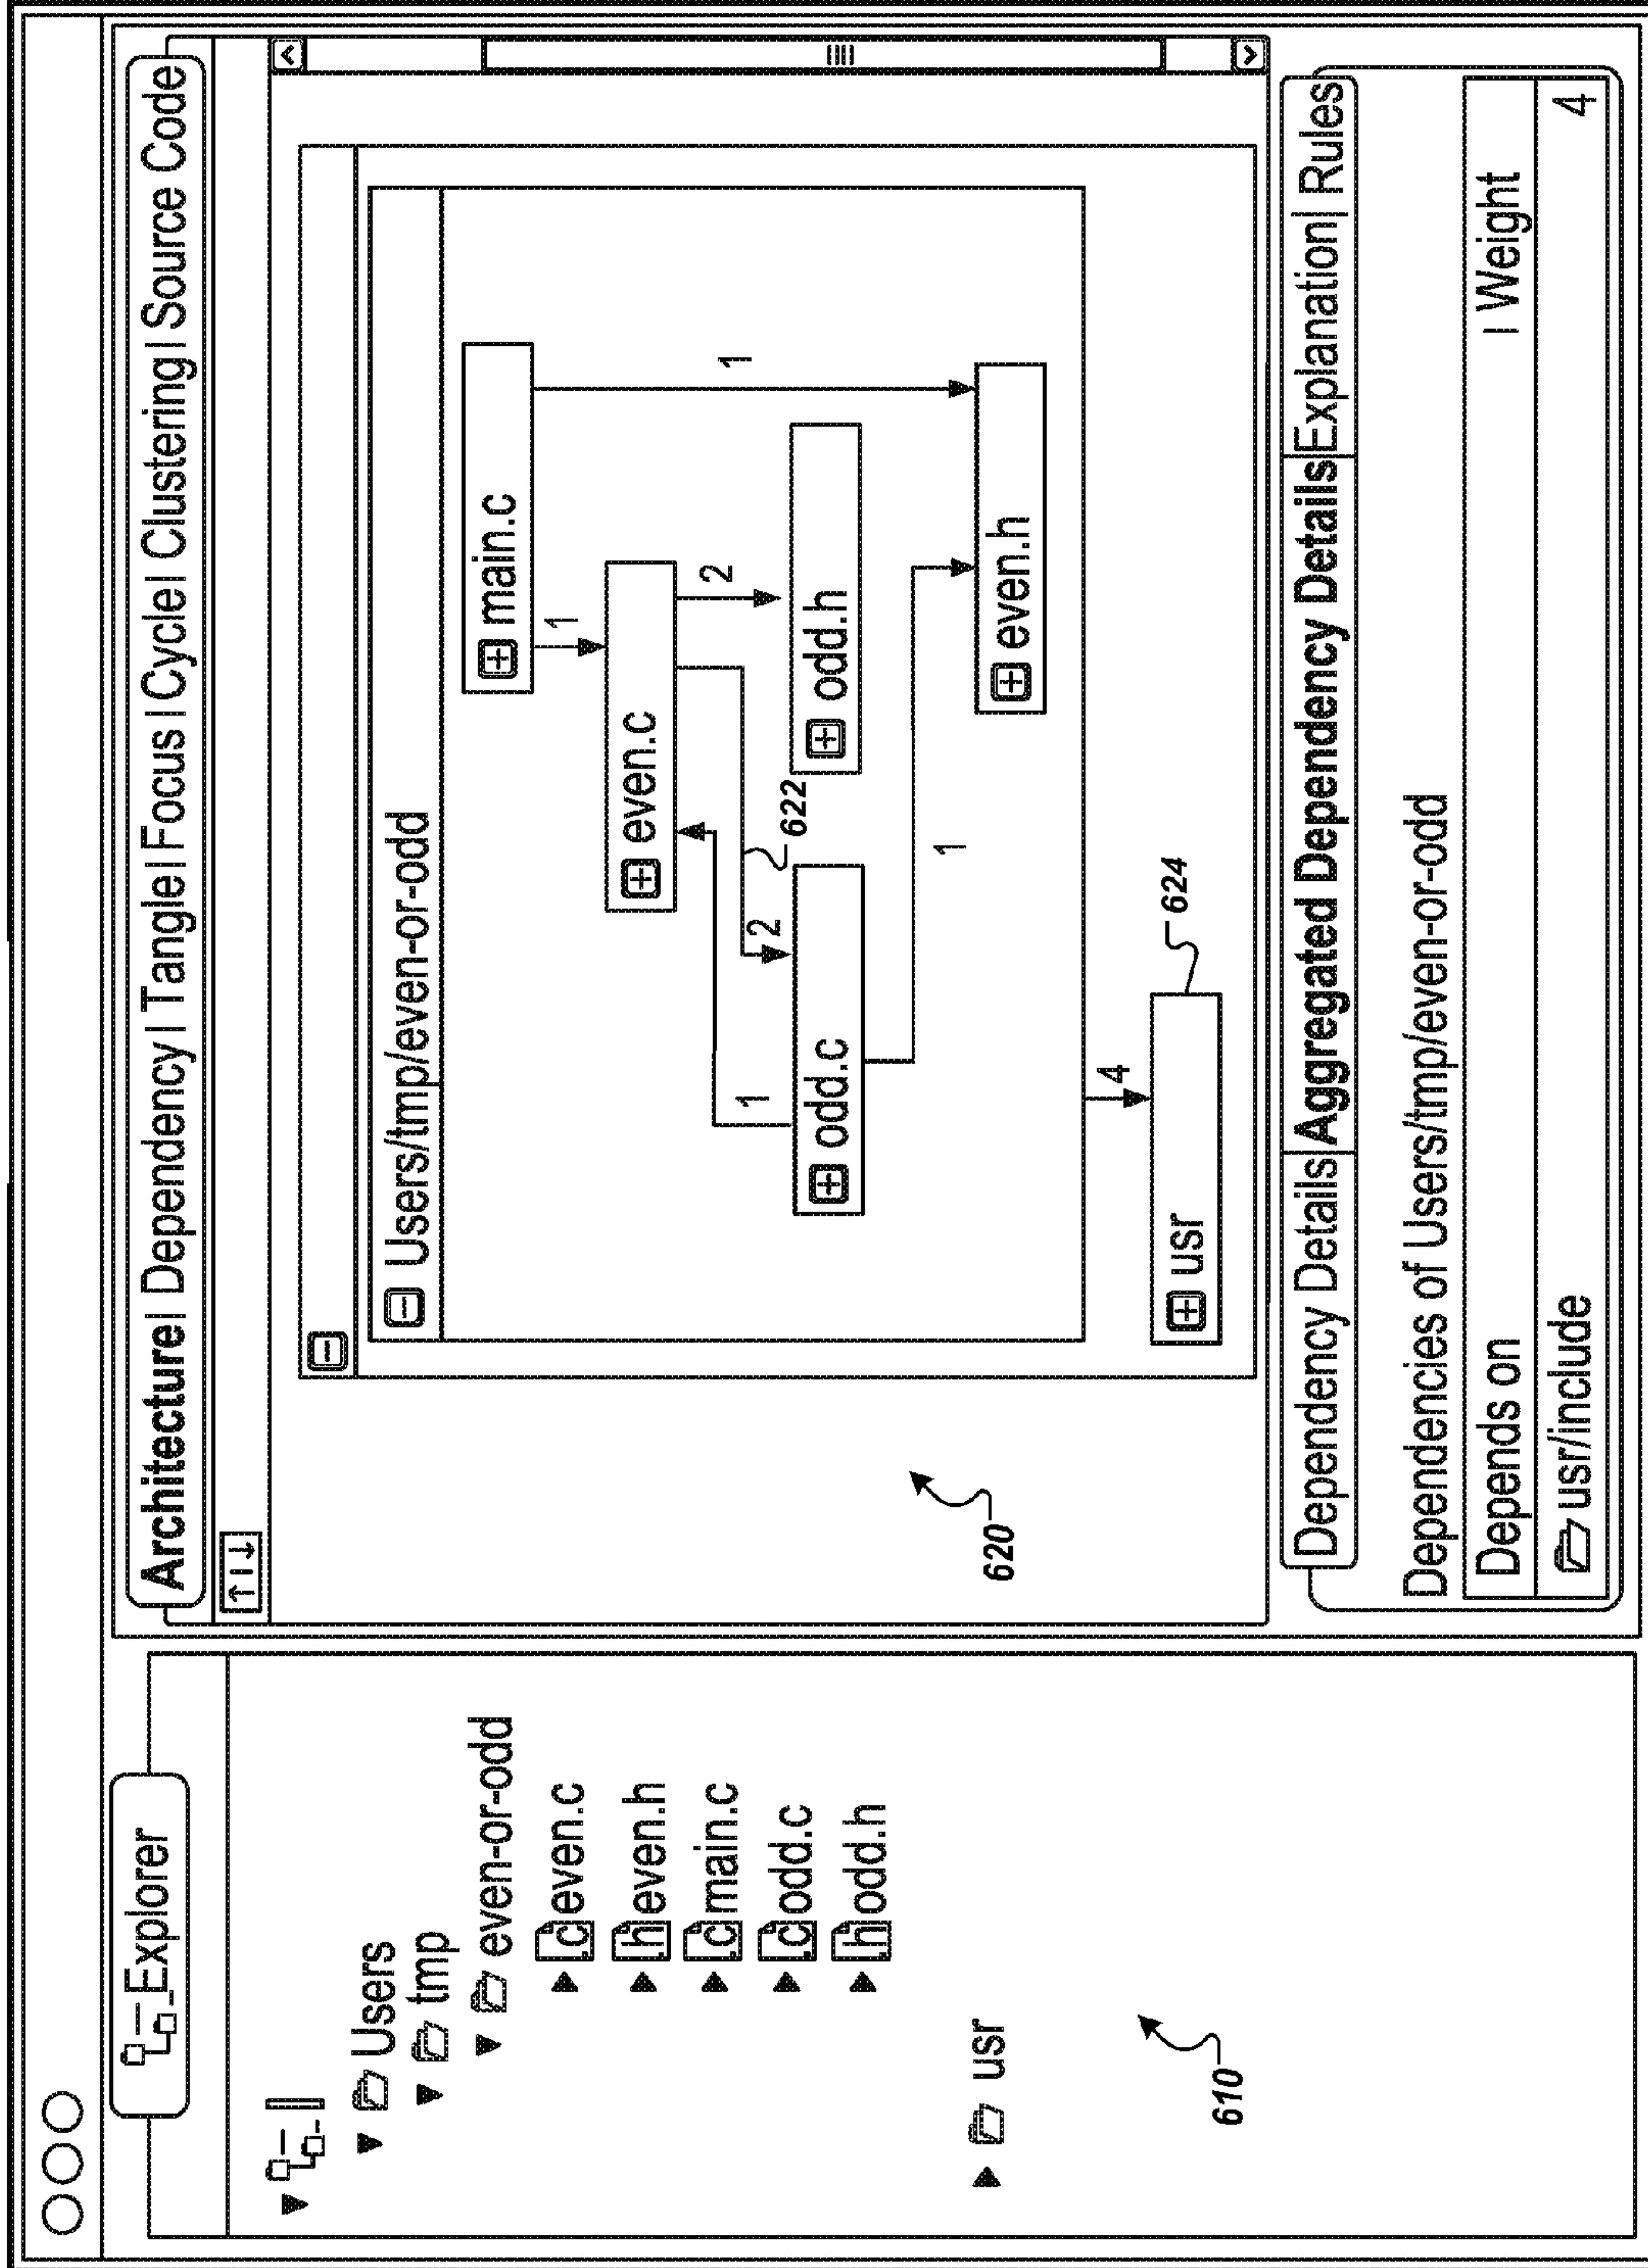 Explorer
Users
tmp
even-or-odd
.c even.c
.h even.h
.c main.c
.c odd.c
.h odd.h
usr
610
Architecture | Dependency | Tangle | Focus | Cycle | Clustering | Source Code
Users/tmp/even-or-odd
main.c
1
1
even.c
2
2
622
1
odd.h
odd.c
1
even.h
4
usr
624
620
Dependency Details Aggregated Dependency Details Explanation | Rules
Dependencies of Users/tmp/even-or-odd
Depends on | Weight
usr/include 4